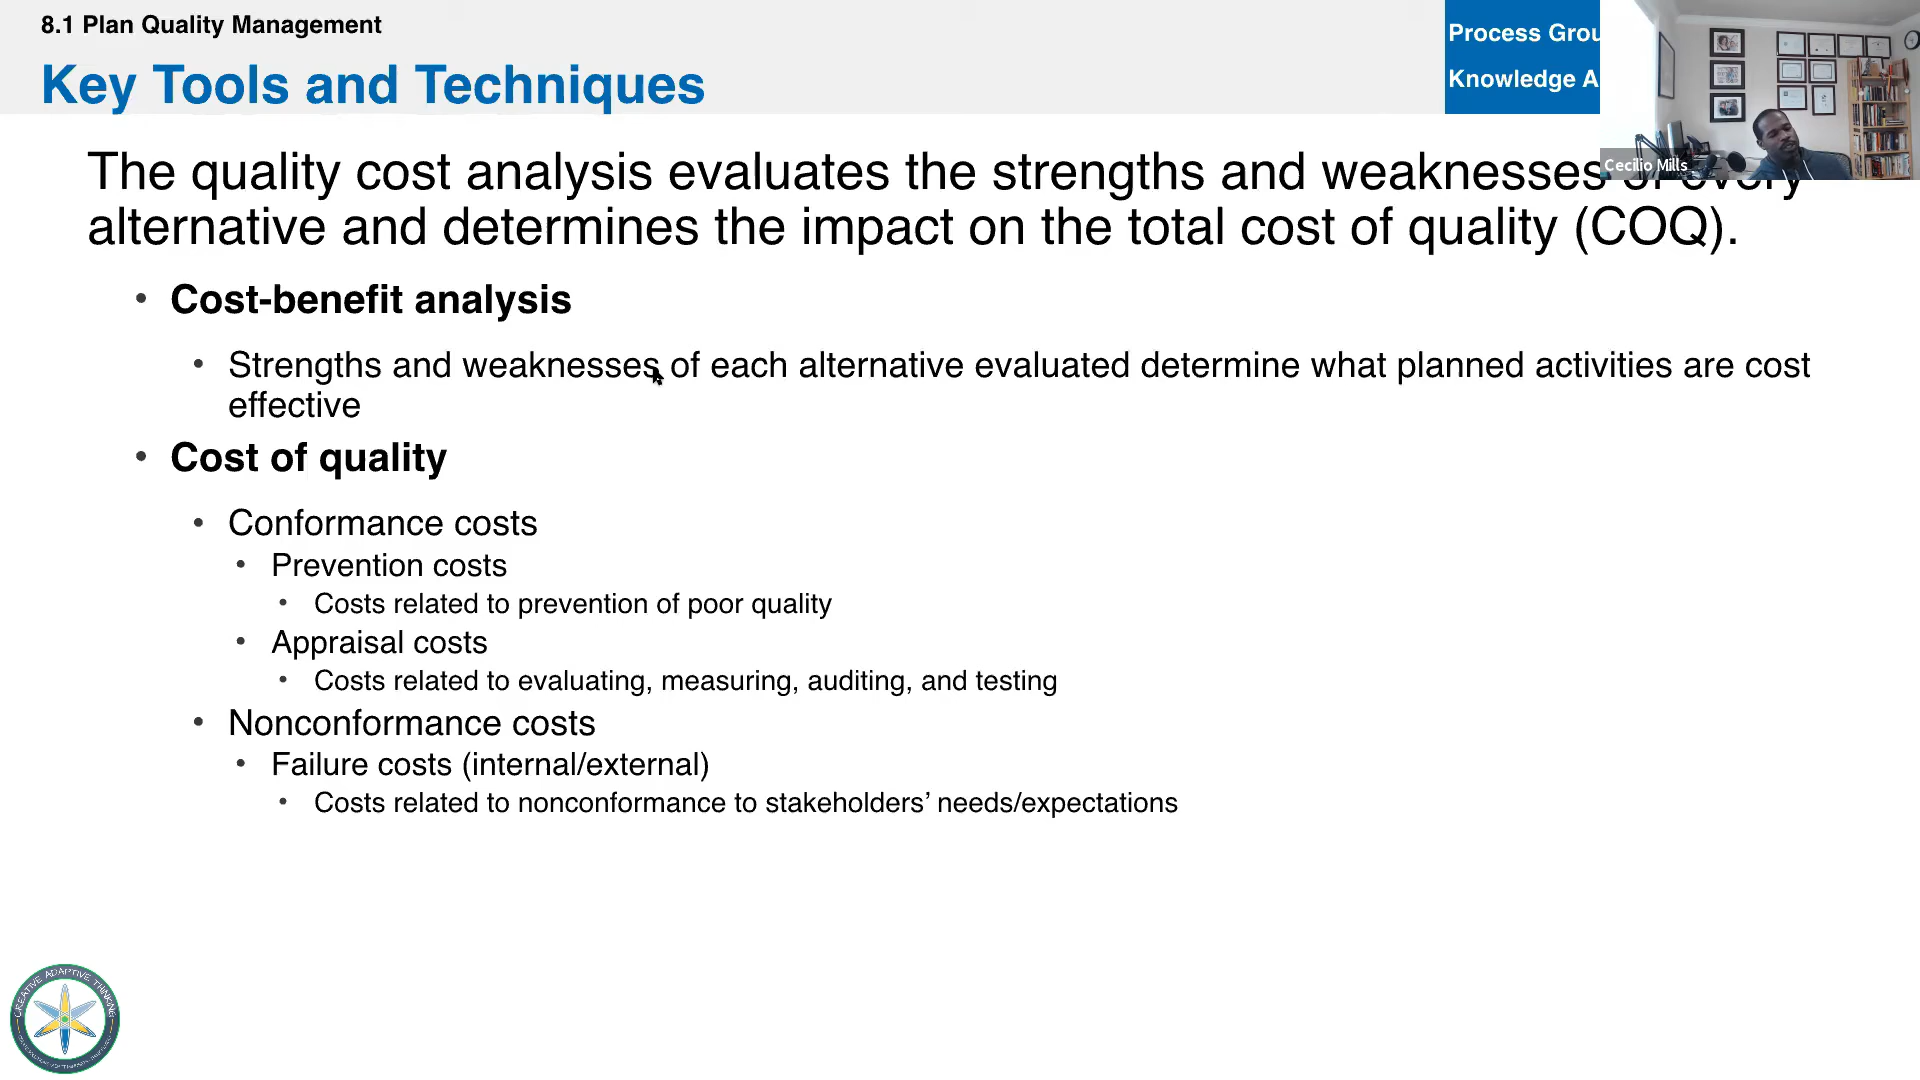 8.1 Plan Quality Management
Key Tools and Techniques
Process Grou
Knowledge A
Cecilio Mills
The quality cost analysis evaluates the strengths and weaknesses of every
alternative and determines the impact on the total cost of quality (COQ).
• Cost-benefit analysis
• Strengths and weaknesses of each alternative evaluated determine what planned activities are cost
effective
• Cost of quality
• Conformance costs
• Prevention costs
• Costs related to prevention of poor quality
• Appraisal costs
• Costs related to evaluating, measuring, auditing, and testing
• Nonconformance costs
• Failure costs (internal/external)
• Costs related to nonconformance to stakeholders’ needs/expectations
CREATIVE ADAPTIVE THINKING